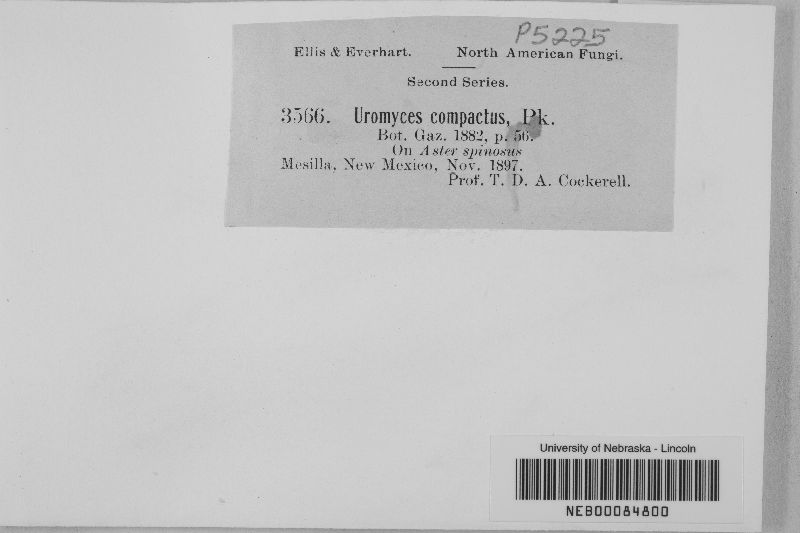 P5225
Ellis & Everhart. North American Fungi.
Second Series.
3566. Uromyces compactus, Pk.
Bot. Gaz. 1882, p. 56.
On Aster spinosus
Mesilla, New Mexico, Nov. 1897.
Prof. T. D. A. Cockerell.
University of Nebraska - Lincoln
NEB00084800